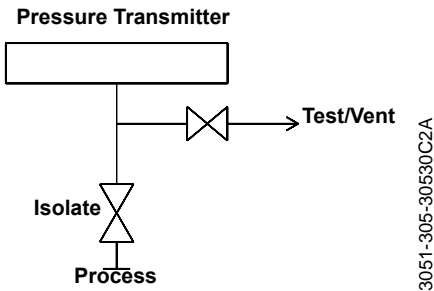 Pressure Transmitter
Test/Vent
Isolate
Process
3051-305-30530C2A